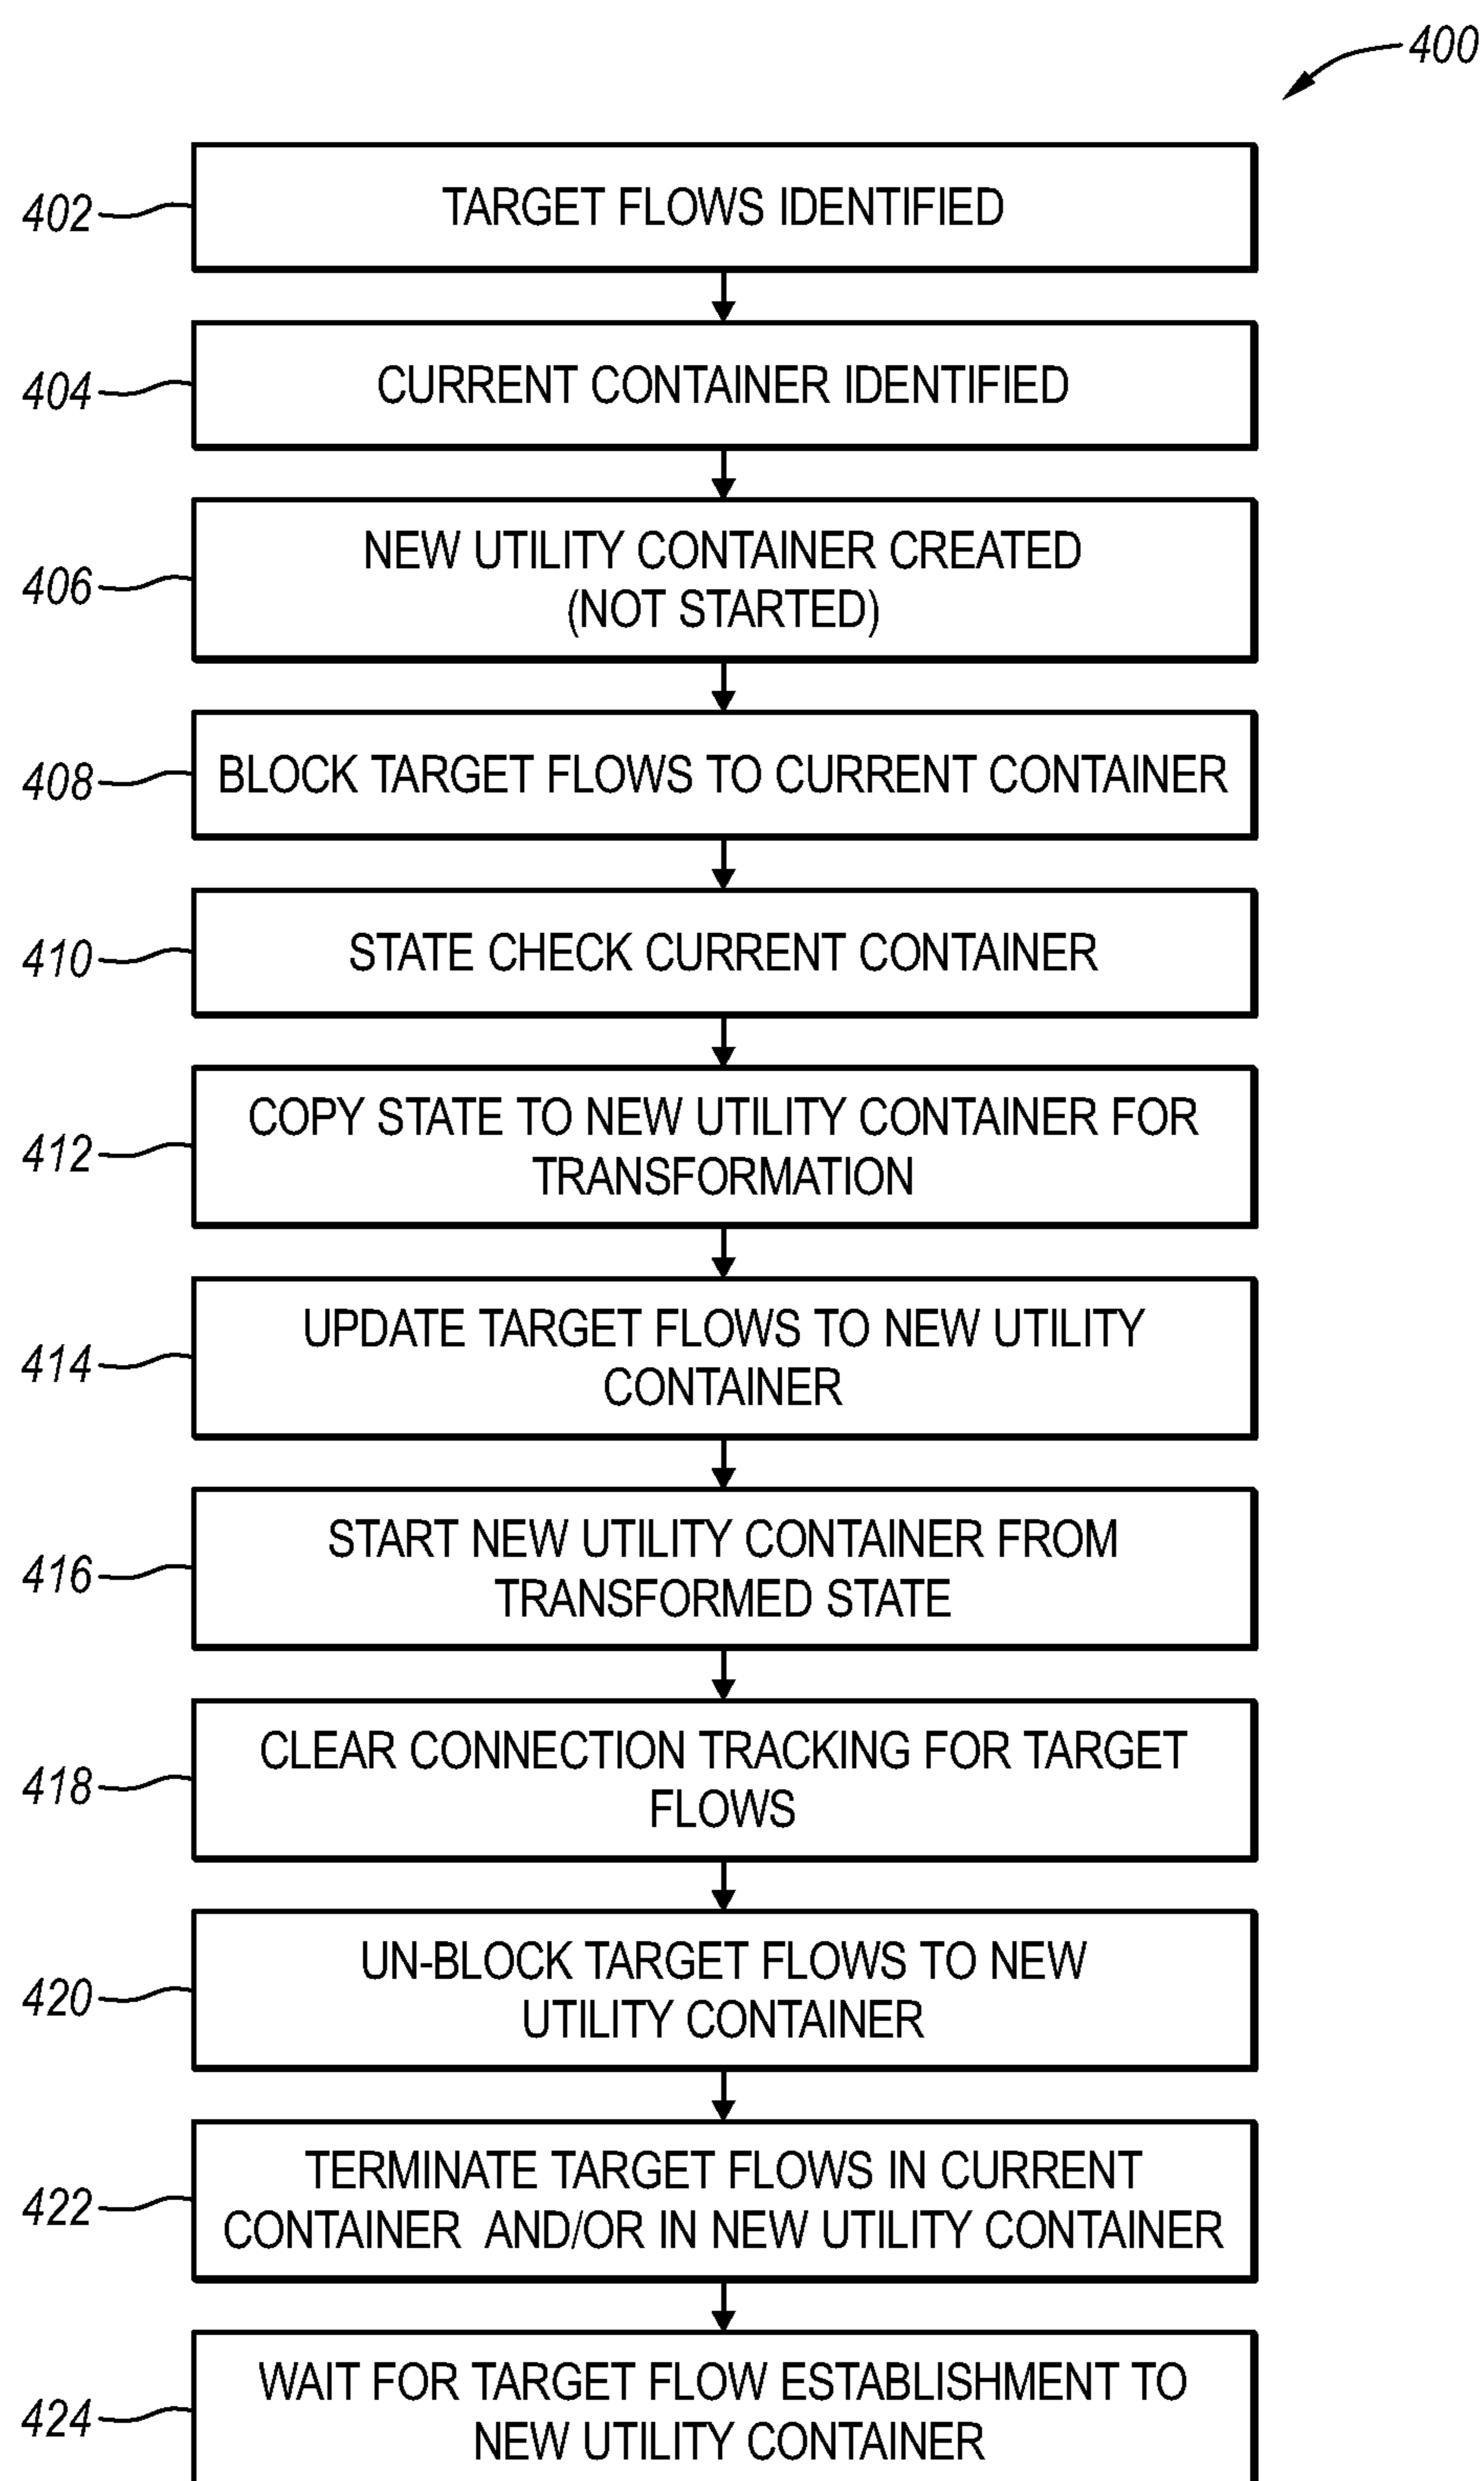 400
402
TARGET FLOWS IDENTIFIED
404
CURRENT CONTAINER IDENTIFIED
406
NEW UTILITY CONTAINER CREATED
(NOT STARTED)
408
BLOCK TARGET FLOWS TO CURRENT CONTAINER
410
STATE CHECK CURRENT CONTAINER
412
COPY STATE TO NEW UTILITY CONTAINER FOR
TRANSFORMATION
414
UPDATE TARGET FLOWS TO NEW UTILITY
CONTAINER
416
START NEW UTILITY CONTAINER FROM
TRANSFORMED STATE
418
CLEAR CONNECTION TRACKING FOR TARGET
FLOWS
420
UN-BLOCK TARGET FLOWS TO NEW
UTILITY CONTAINER
422
TERMINATE TARGET FLOWS IN CURRENT
CONTAINER AND/OR IN NEW UTILITY CONTAINER
424
WAIT FOR TARGET FLOW ESTABLISHMENT TO
NEW UTILITY CONTAINER